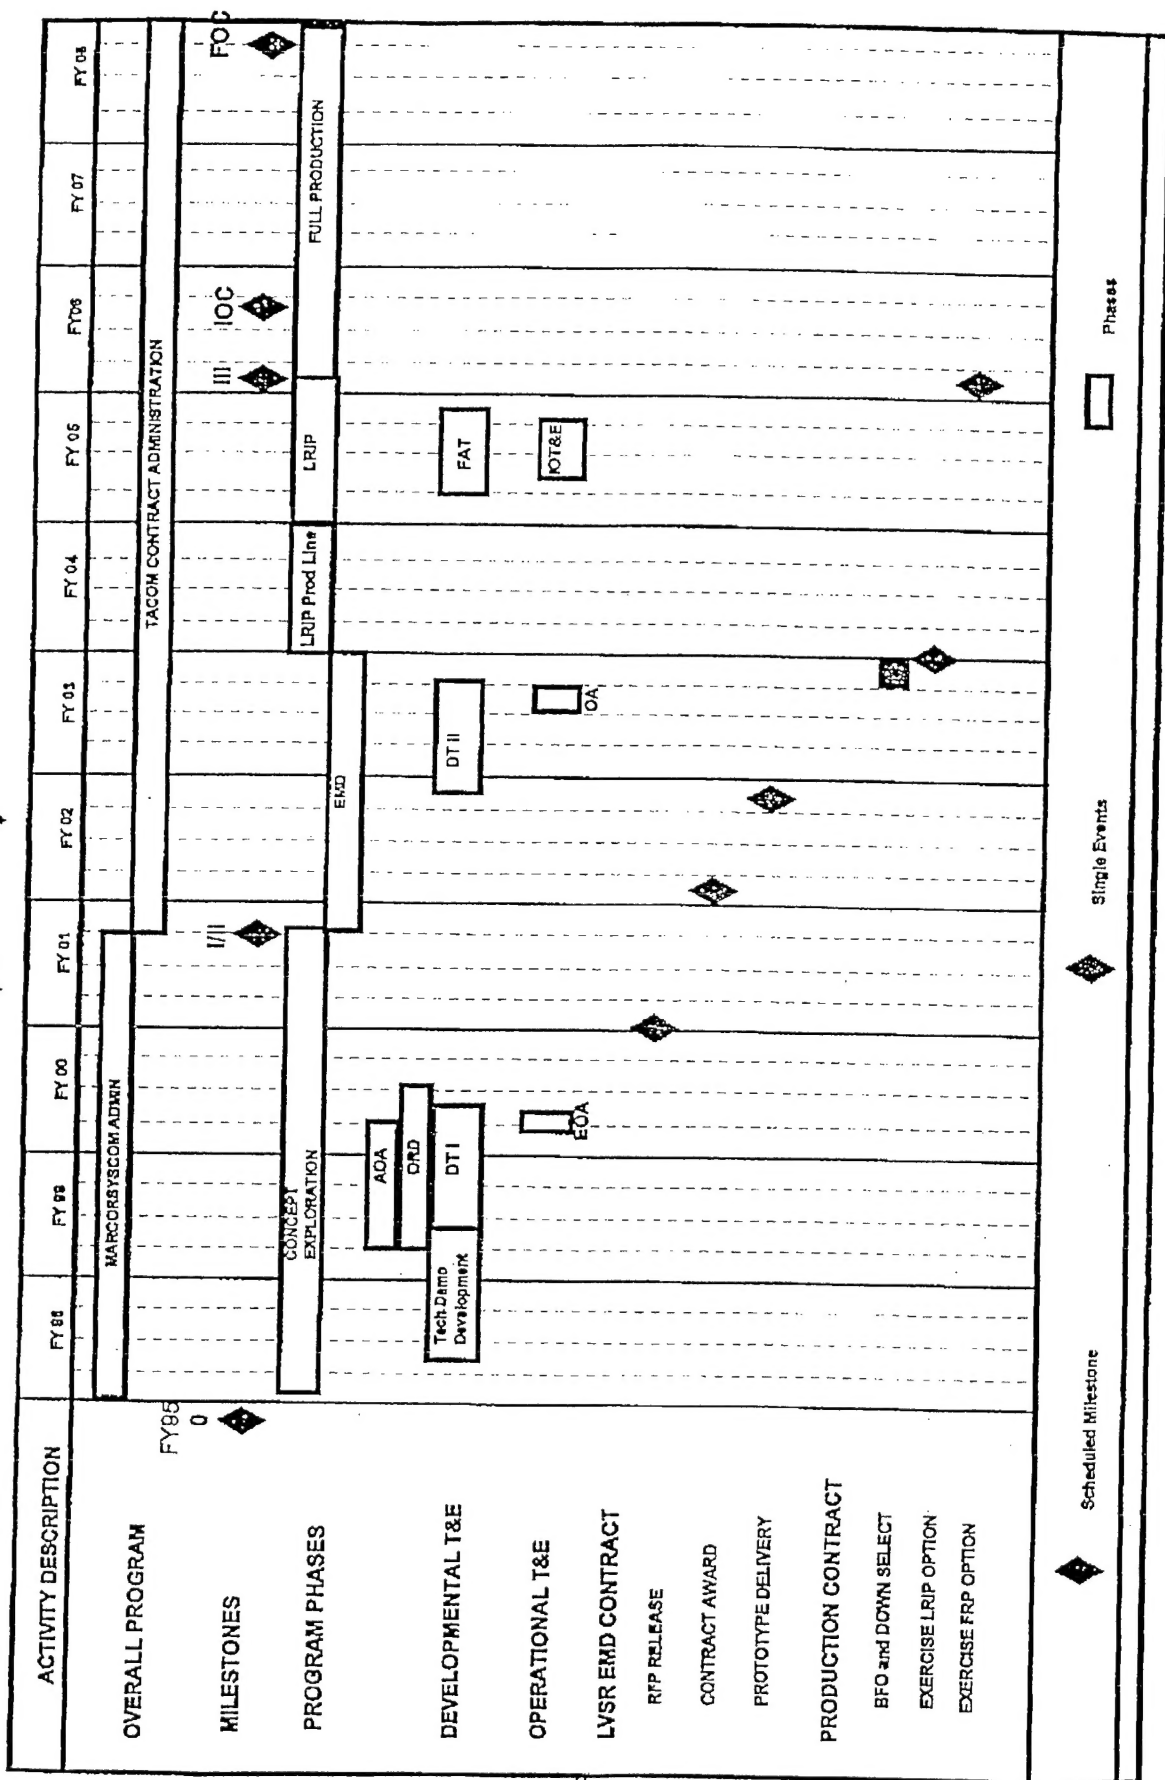 ACTIVITY DESCRIPTION
FY 98
FY 99
FY 00
FY 01
FY 02
FY 03
FY 04
FY 05
FY06
FY 07
FY 08
OVERALL PROGRAM
MARCORSYSCOM ADMIN
TACOM CONTRACT ADMINISTRATION
FY95
MILESTONES
0
I/II
III
IOC
FOC
PROGRAM PHASES
CONCEPT
EXPLORATION
EMD
LRIP Prod Line
LRIP
FULL PRODUCTION
AOA
ORD
DEVELOPMENTAL T&E
Tech Demo
Development
DT I
DT II
FAT
OPERATIONAL T&E
EOA
OA
IOT&E
LVSR EMD CONTRACT
RFP RELEASE
CONTRACT AWARD
PROTOTYPE DELIVERY
PRODUCTION CONTRACT
BFO and DOWN SELECT
EXERCISE LRIP OPTION
EXERCISE FRP OPTION
Scheduled Milestone
Single Events
Phases